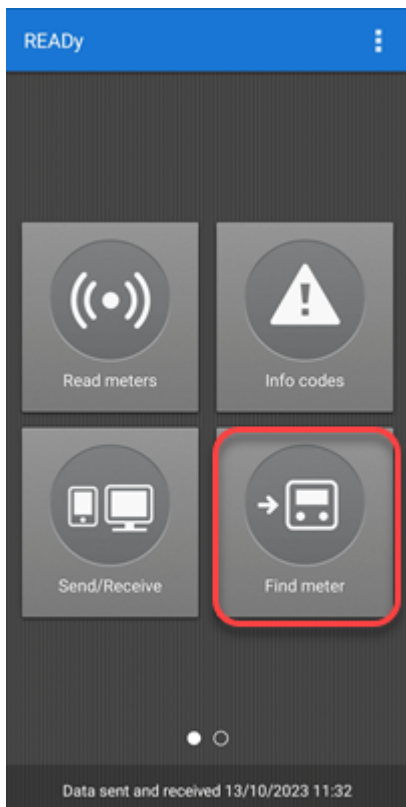 READy
Read meters
Info codes
Send/Receive
Find meter
Data sent and received 13/10/2023 11:32